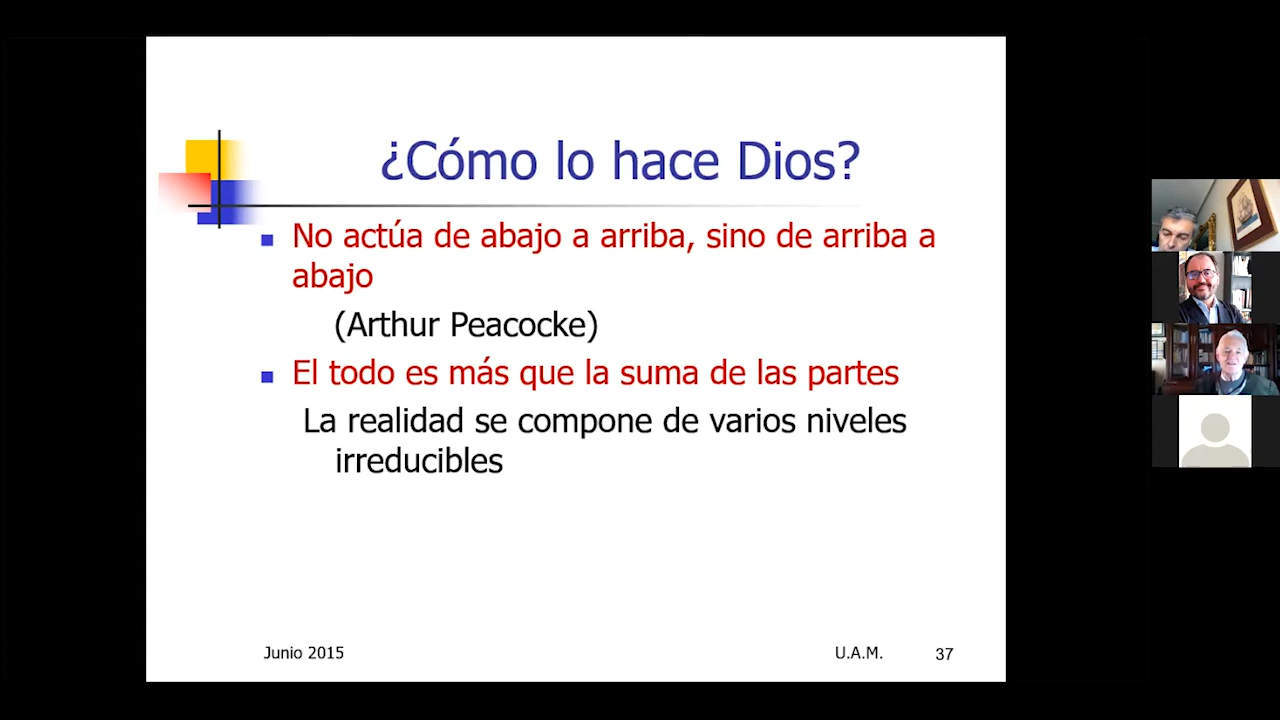 ¿Cómo lo hace Dios?
No actúa de abajo a arriba, sino de arriba a
abajo
(Arthur Peacocke)
El todo es más que la suma de las partes
La realidad se compone de varios niveles
irreducibles
Junio 2015
U.A.M.
37